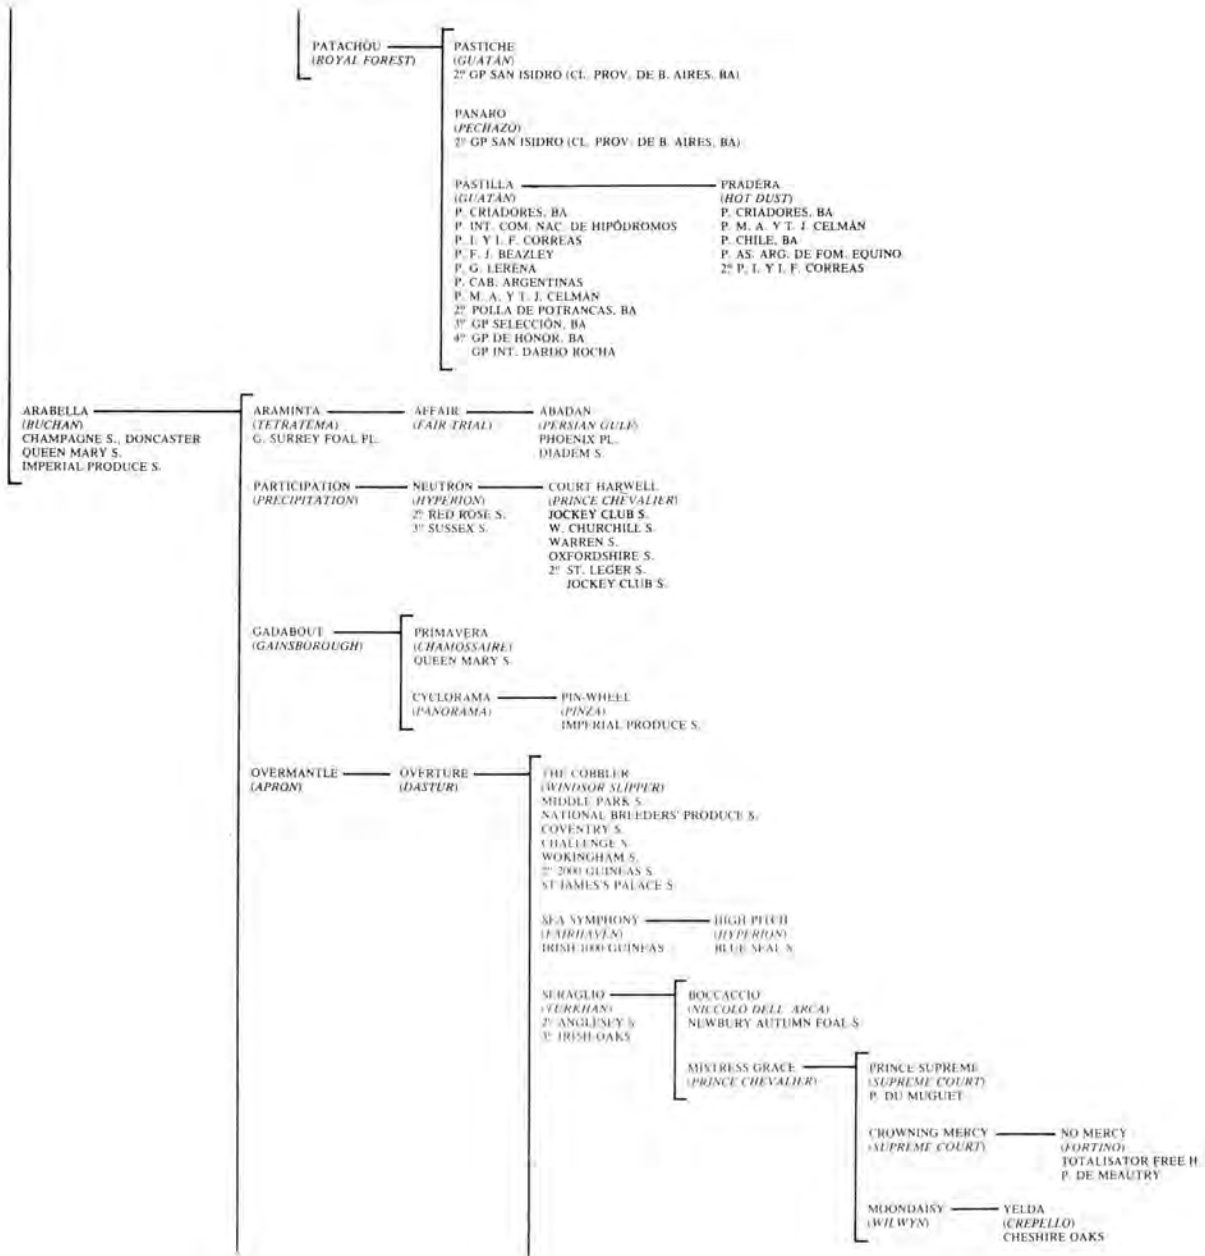 PATACHOU
(ROYAL FOREST)
PASTICHE
(GUATÁN)
2º GP SAN ISIDRO (CL. PROV. DE B. AIRES, BA)
PANARO
(PECHAZO)
2º GP SAN ISIDRO (CL. PROV. DE B. AIRES, BA)
PASTILLA
(GUATÁN)
P. CRIADORES, BA
P. INT. COM. NAC. DE HIPÓDROMOS
P. I. Y I. F. CORREAS
P. F. J. BEAZLEY
P. G. LERENA
P. CAB. ARGENTINAS
P. M. A. Y T. J. CELMÁN
2º POLLA DE POTRANCAS, BA
3º GP SELECCIÓN, BA
4º GP DE HONOR, BA
GP INT. DARDO ROCHA
PRADERA
(HOT DUST)
P. CRIADORES, BA
P. M. A. Y T. J. CELMÁN
P. CHILE, BA
P. AS. ARG. DE FOM. EQUINO
2º P. I. Y I. F. CORREAS
ARABELLA
(BUCHAN)
CHAMPAGNE S., DONCASTER
QUEEN MARY S.
IMPERIAL PRODUCE S.
ARAMINTA
(TETRATEMA)
G. SURREY FOAL PL.
AFFAIR
(FAIR TRIAL)
ABADAN
(PERSIAN GULF)
PHOENIX PL.
DIADEM S.
PARTICIPATION
(PRECIPITATION)
NEUTRON
(HYPERION)
2º RED ROSE S.
3º SUSSEX S.
COURT HARWELL
(PRINCE CHEVALIER)
JOCKEY CLUB S.
W. CHURCHILL S.
WARREN S.
OXFORDSHIRE S.
2º ST. LEGER S.
JOCKEY CLUB S.
GADABOUT
(GAINSBOROUGH)
PRIMAVERA
(CHAMOSSAIRE)
QUEEN MARY S.
CYCLORAMA
(PANORAMA)
PIN-WHEEL
(PINZA)
IMPERIAL PRODUCE S.
OVERMANTLE
(APRON)
OVERTURE
(DASTUR)
THE COBBLER
(WINDSOR SLIPPER)
MIDDLE PARK S.
NATIONAL BREEDERS' PRODUCE S.
COVENTRY S.
CHALLENGE S.
WOKINGHAM S.
2º 2000 GUINEAS S.
ST JAMES'S PALACE S.
SEA SYMPHONY
(FAIRHAVEN)
IRISH 1000 GUINEAS
HIGH PITCH
(HYPERION)
BLUE SEAL S.
SERAGLIO
(TURKHAN)
2º ANGLESEY S.
3º IRISH OAKS
BOCCACCIO
(NICCOLO DELL' ARCA)
NEWBURY AUTUMN FOAL S.
MISTRESS GRACE
(PRINCE CHEVALIER)
PRINCE SUPREME
(SUPREME COURT)
P. DU MUGUET
CROWNING MERCY
(SUPREME COURT)
NO MERCY
(FORTINO)
TOTALISATOR FREE H
P. DE MEAUTRY
MOONDAISY
(WILWYN)
YELDA
(CREPELLO)
CHESHIRE OAKS